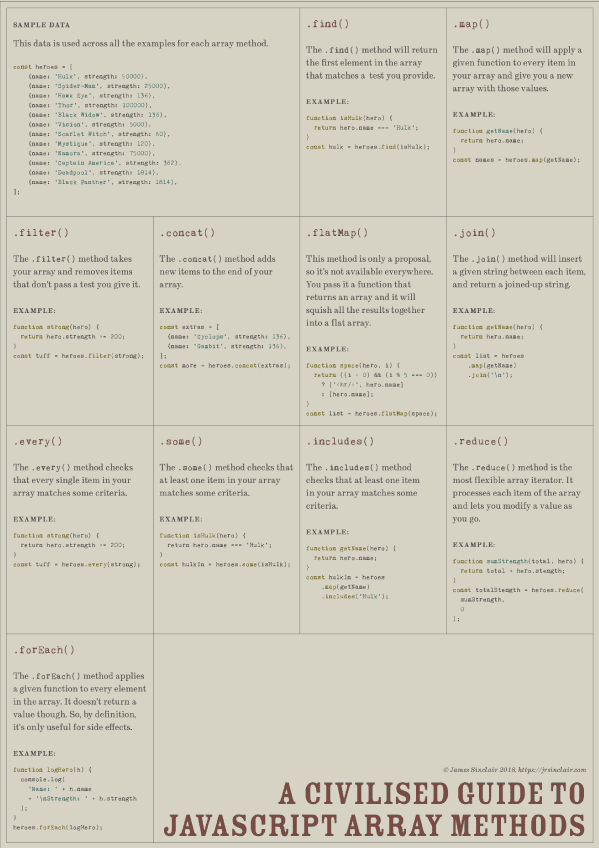 SAMPLE DATA
This data is used across all the examples for each array method.
const heroes = [
{name: 'Hulk', strength: 90000},
{name: 'Spider-Man', strength: 25000},
{name: 'Hawk Eye', strength: 136},
{name: 'Thor', strength: 100000},
{name: 'Black Widow', strength: 136},
{name: 'Vision', strength: 5000},
{name: 'Scarlet Witch', strength: 60},
{name: 'Mystique', strength: 120},
{name: 'Namora', strength: 75000},
{name: 'Captain America', strength: 362},
{name: 'Deadpool', strength: 1814},
{name: 'Black Panther', strength: 1814},
];
.find()
The .find() method will return
the first element in the array
that matches a test you provide.
EXAMPLE:
function isHulk(hero) {
return hero.name === 'Hulk';
}
const hulk = heroes.find(isHulk);
.map()
The .map() method will apply a
given function to every item in
your array and give you a new
array with those values.
EXAMPLE:
function getName(hero) {
return hero.name;
}
const names = heroes.map(getName);
.filter()
The .filter() method takes
your array and removes items
that don't pass a test you give it.
EXAMPLE:
function strong(hero) {
return hero.strength >= 200;
}
const tuff = heroes.filter(strong);
.concat()
The .concat() method adds
new items to the end of your
array.
EXAMPLE:
const extras = [
{name: 'Cyclops', strength: 136},
{name: 'Gambit', strength: 136},
];
const more = heroes.concat(extras);
.flatMap()
This method is only a proposal,
so it's not available everywhere.
You pass it a function that
returns an array and it will
squish all the results together
into a flat array.
EXAMPLE:
function space(hero, i) {
return ((i > 0) && (i % 5 === 0))
? ['<hr/>', hero.name]
: [hero.name];
}
const list = heroes.flatMap(space);
.join()
The .join() method will insert
a given string between each item,
and return a joined-up string.
EXAMPLE:
function getName(hero) {
return hero.name;
}
const list = heroes
.map(getName)
.join('\n');
.every()
The .every() method checks
that every single item in your
array matches some criteria.
EXAMPLE:
function strong(hero) {
return hero.strength >= 200;
}
const tuff = heroes.every(strong);
.some()
The .some() method checks that
at least one item in your array
matches some criteria.
EXAMPLE:
function isHulk(hero) {
return hero.name === 'Hulk';
}
const hulkIn = heroes.some(isHulk);
.includes()
The .includes() method
checks that at least one item
in your array matches some
criteria.
EXAMPLE:
function getName(hero) {
return hero.name;
}
const hulkIn = heroes
.map(getName)
.includes('Hulk');
.reduce()
The .reduce() method is the
most flexible array iterator. It
processes each item of the array
and lets you modify a value as
you go.
EXAMPLE:
function sumStrength(total, hero) {
return total + hero.stength;
}
const totalStength = heroes.reduce(
sumStrength,
0
);
.forEach()
The .forEach() method applies
a given function to every element
in the array. It doesn't return a
value though. So, by definition,
it's only useful for side effects.
EXAMPLE:
function logHero(h) {
console.log(
'Name: ' + h.name
+ '\nStrength: ' + h.strength
);
}
heroes.forEach(logHero);
© James Sinclair 2018, https://jrsinclair.com
A CIVILISED GUIDE TO
JAVASCRIPT ARRAY METHODS